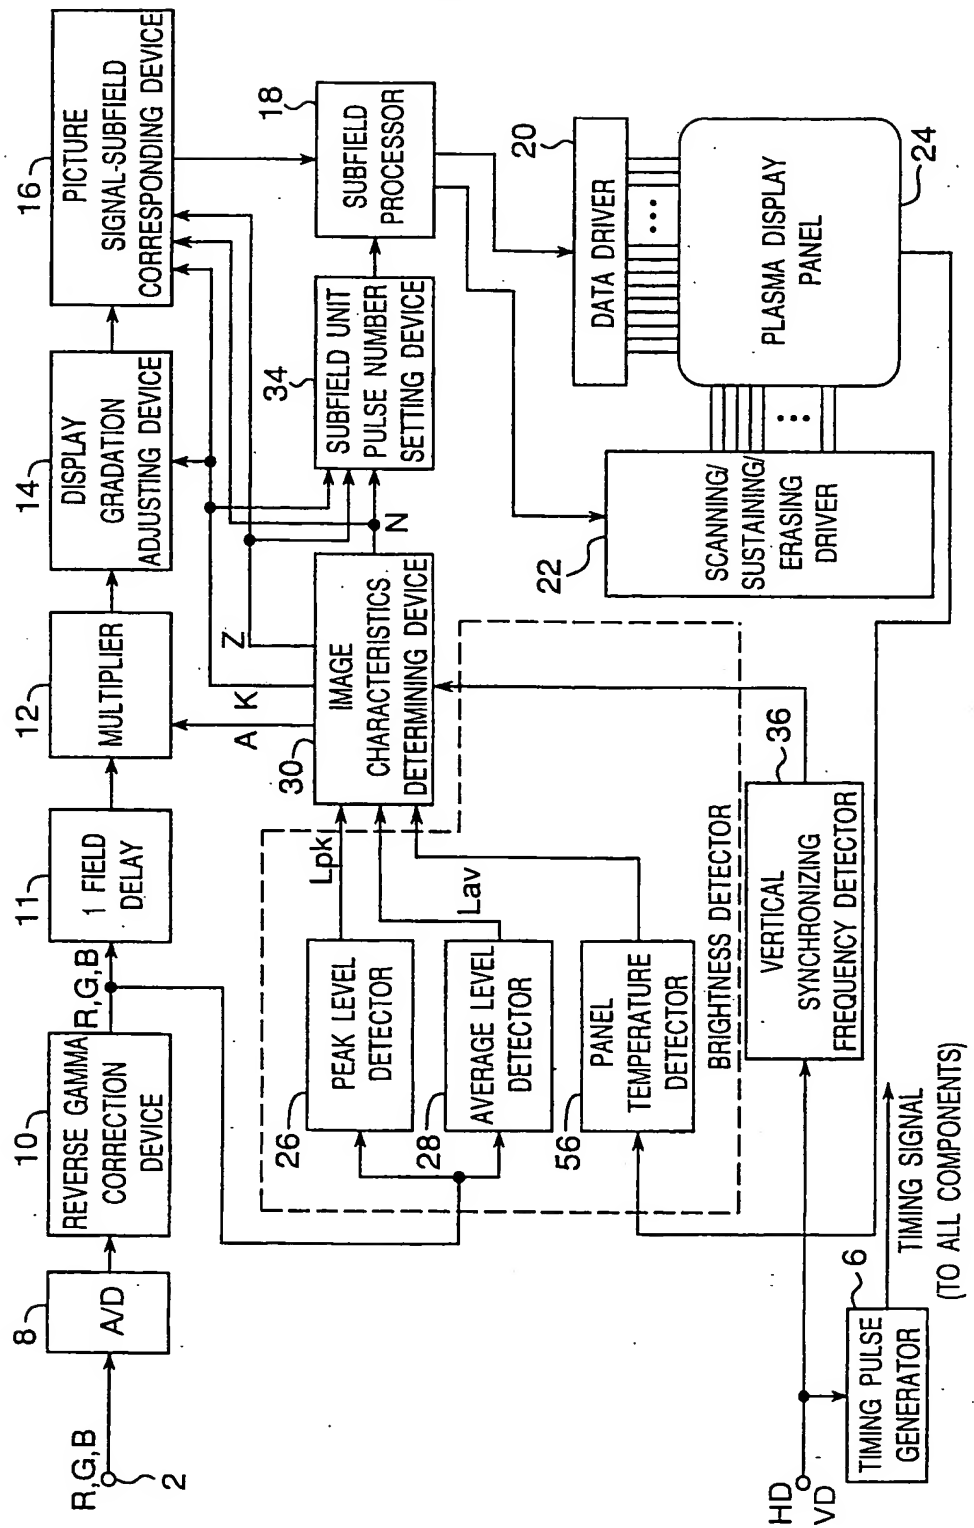 R,G,B
2
8
A/D
10
REVERSE GAMMA
CORRECTION
DEVICE
R,G,B
11
1 FIELD
DELAY
12
MULTIPLIER
14
DISPLAY
GRADATION
ADJUSTING DEVICE
16
PICTURE
SIGNAL-SUBFIELD
CORRESPONDING DEVICE
26
PEAK LEVEL
DETECTOR
Lpk
28
AVERAGE LEVEL
DETECTOR
Lav
56
PANEL
TEMPERATURE
DETECTOR
BRIGHTNESS DETECTOR
30
IMAGE
CHARACTERISTICS
DETERMINING DEVICE
A
K
Z
N
34
SUBFIELD UNIT
PULSE NUMBER
SETTING DEVICE
18
SUBFIELD
PROCESSOR
20
DATA DRIVER
22
SCANNING/
SUSTAINING/
ERASING
DRIVER
PLASMA DISPLAY
PANEL
24
36
VERTICAL
SYNCHRONIZING
FREQUENCY DETECTOR
HD
VD
6
TIMING PULSE
GENERATOR
TIMING SIGNAL
(TO ALL COMPONENTS)